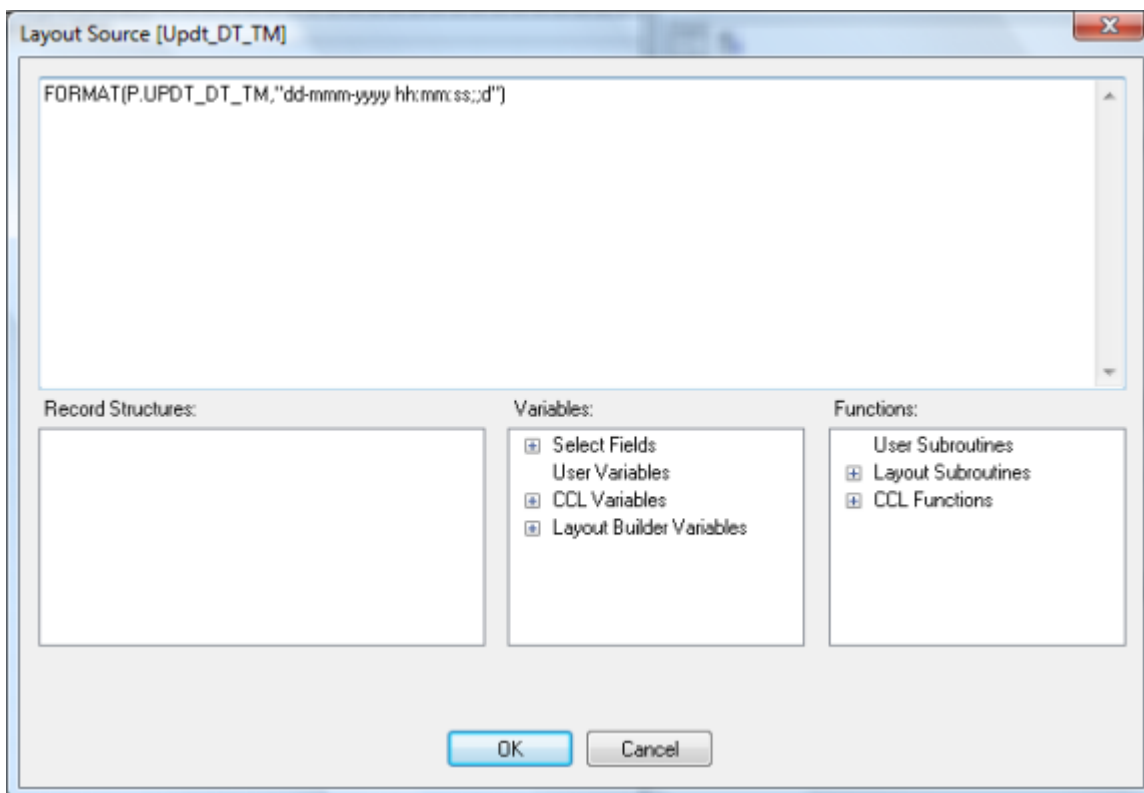 Layout Source [Updt_DT_TM]
FORMAT(P.UPDT_DT_TM,"dd-mmm-yyyy hh:mm:ss;;d")
Record Structures:
Variables:
Functions:
Select Fields
User Variables
CCL Variables
Layout Builder Variables
User Subroutines
Layout Subroutines
CCL Functions
OK
Cancel